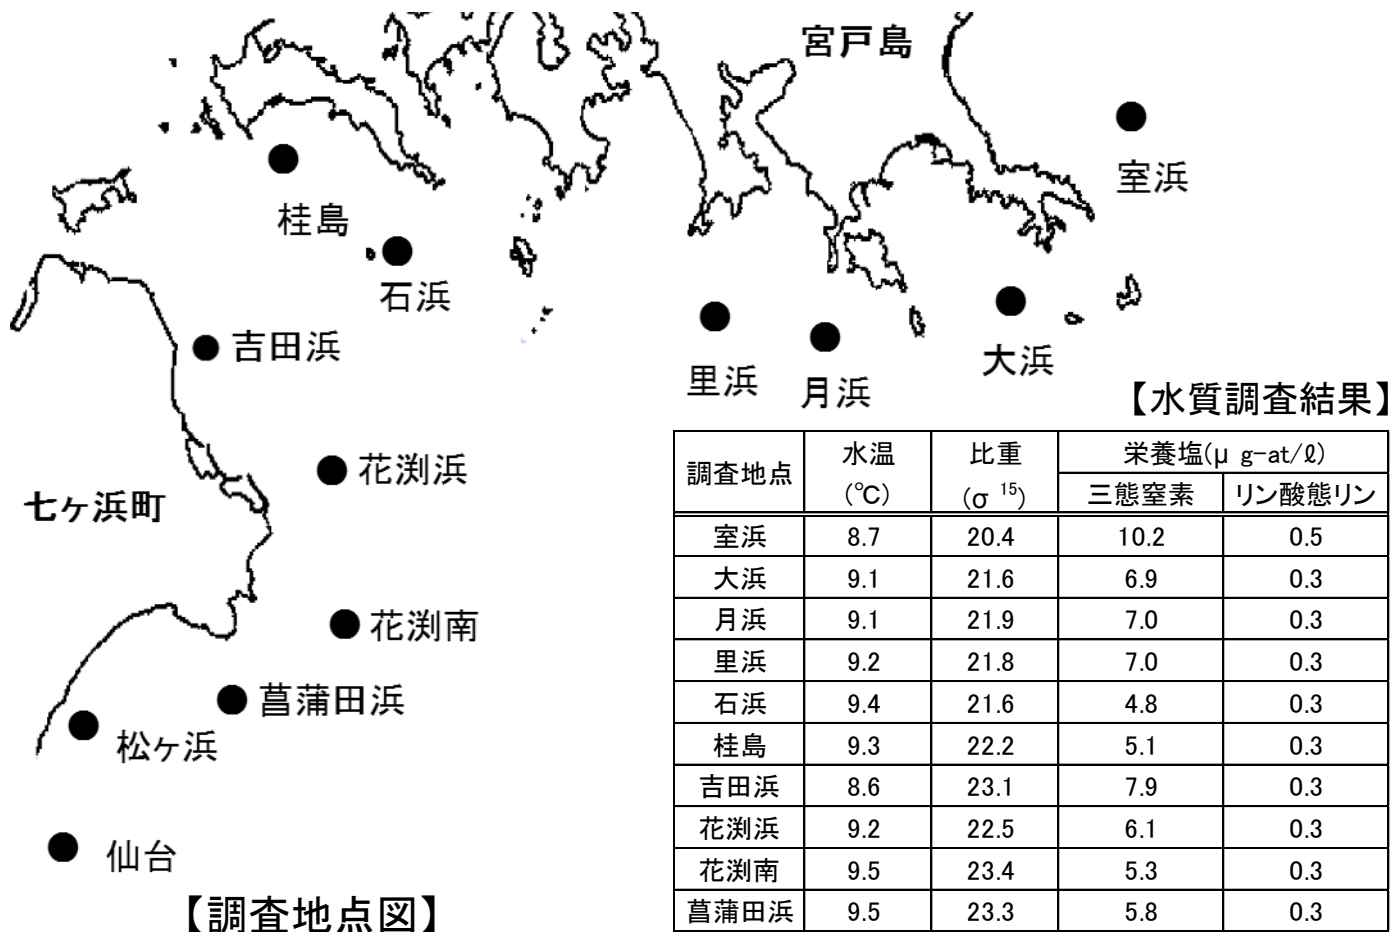 宮戸島
室浜
桂島
石浜
吉田浜
里浜
月浜
大浜
花渕浜
七ヶ浜町
花渕南
菖蒲田浜
松ヶ浜
仙台
【調査地点図】
【水質調査結果】
調査地点 水温(℃) 比重(σ 15) 栄養塩(μ g-at/ℓ)
三態窒素 リン酸態リン
室浜 8.7 20.4 10.2 0.5
大浜 9.1 21.6 6.9 0.3
月浜 9.1 21.9 7.0 0.3
里浜 9.2 21.8 7.0 0.3
石浜 9.4 21.6 4.8 0.3
桂島 9.3 22.2 5.1 0.3
吉田浜 8.6 23.1 7.9 0.3
花渕浜 9.2 22.5 6.1 0.3
花渕南 9.5 23.4 5.3 0.3
菖蒲田浜 9.5 23.3 5.8 0.3